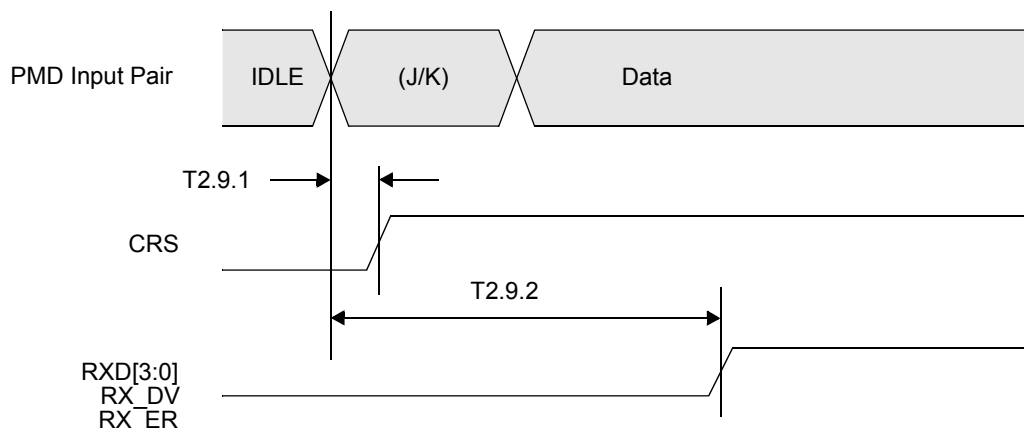 PMD Input Pair
IDLE
(J/K)
Data
T2.9.1
CRS
T2.9.2
RXD[3:0]
RX_DV
RX_ER